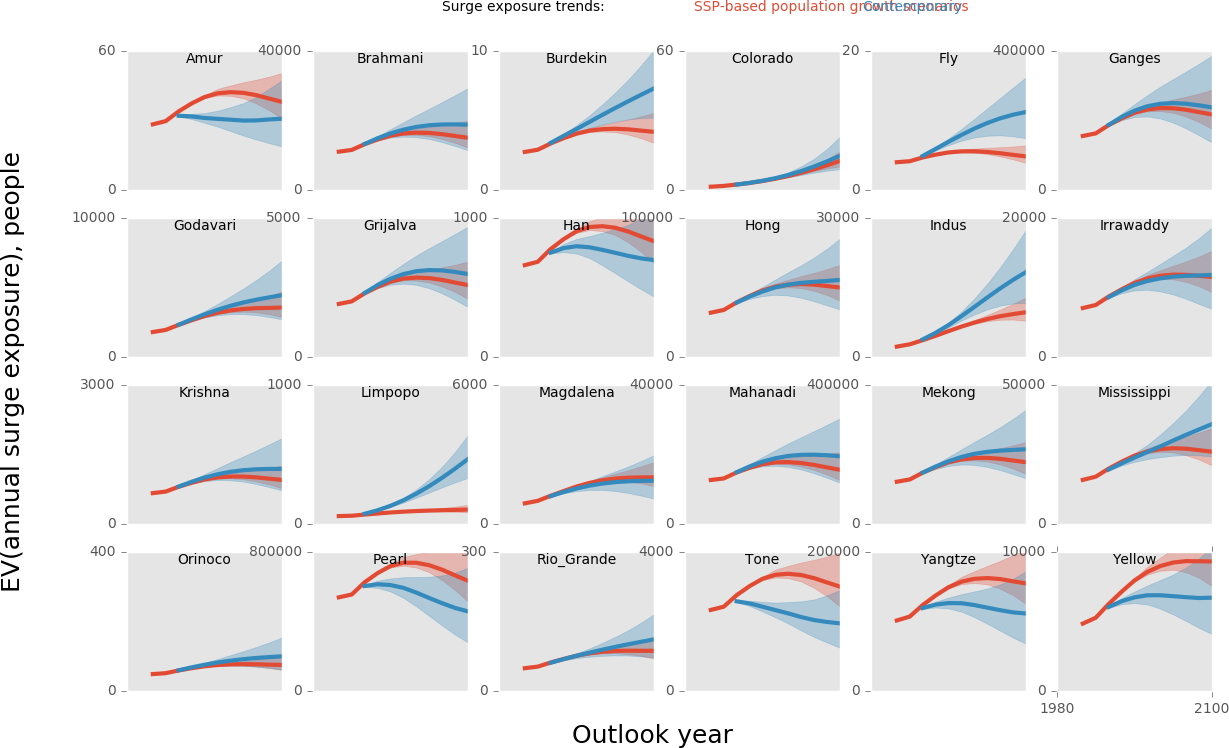 Surge exposure trends: SSP-based population growth scenarios Contemporary
60 40000 10 60 20 400000
Amur Brahmani Burdekin Colorado Fly Ganges
0 0 0 0 0 0
10000 5000 1000 100000 30000 20000
Godavari Grijalva Han Hong Indus Irrawaddy
0 0 0 0 0 0
3000 1000 6000 40000 400000 50000
Krishna Limpopo Magdalena Mahanadi Mekong Mississippi
0 0 0 0 0 0
400 800000 300 4000 200000 10000
Orinoco Pearl Rio_Grande Tone Yangtze Yellow
0 0 0 0 0 0
1980 2100
EV(annual surge exposure), people
Outlook year